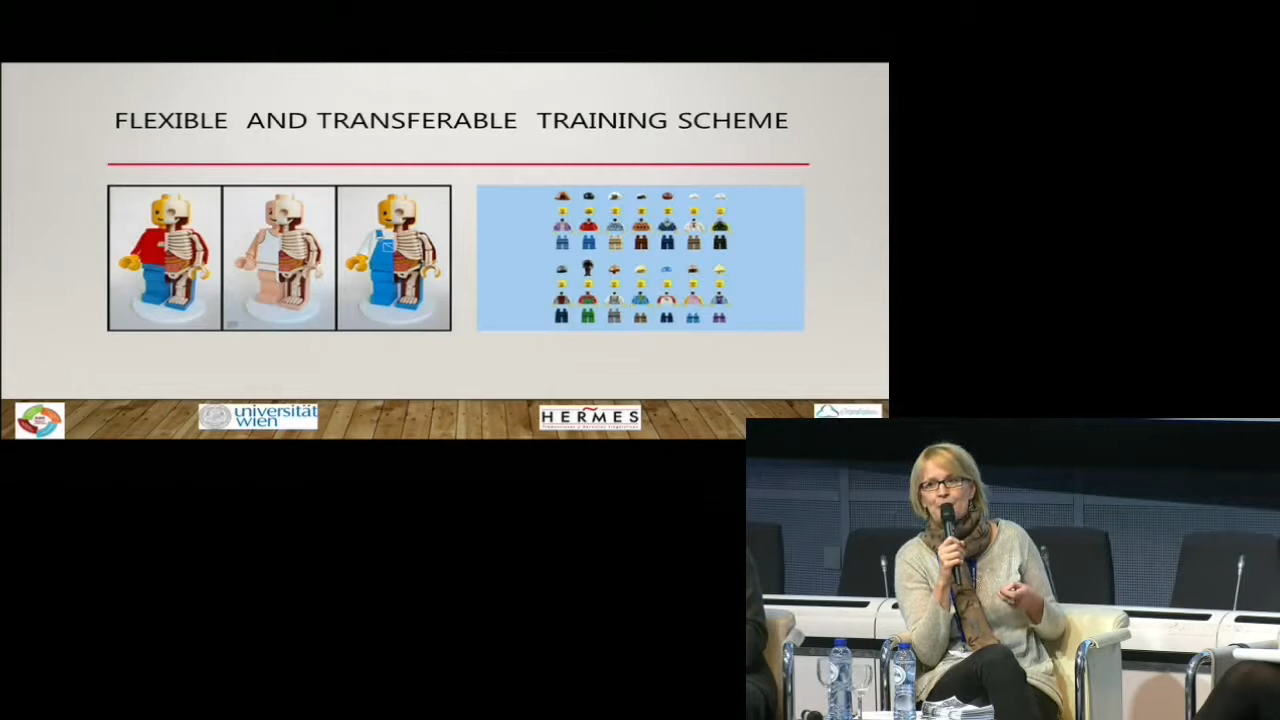 FLEXIBLE AND TRANSFERABLE TRAINING SCHEME
universität
wien
HERMES